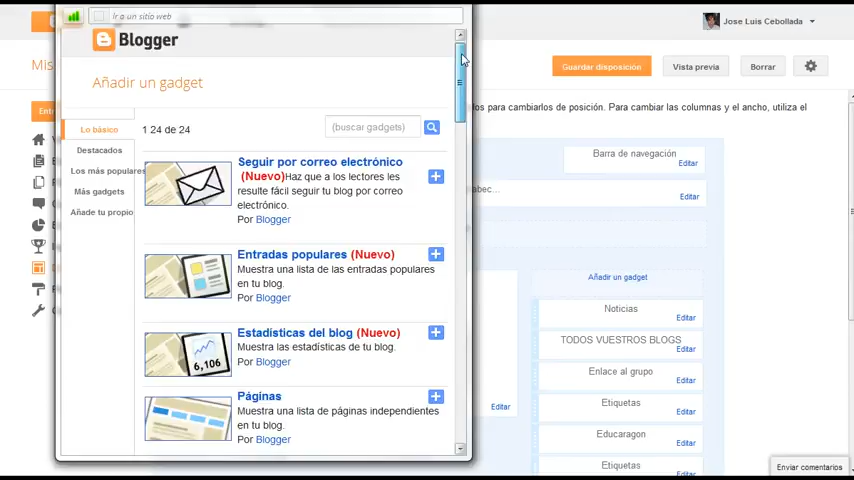 Ir a un sitio web
Blogger
Añadir un gadget
Lo básico
Destacados
Los más populares
Más gadgets
Añade tu propio
1 24 de 24
(buscar gadgets)
Seguir por correo electrónico
(Nuevo)Haz que a los lectores les
resulte fácil seguir tu blog por correo
electrónico.
Por Blogger
Entradas populares (Nuevo)
Muestra una lista de las entradas populares
en tu blog.
Por Blogger
Estadísticas del blog (Nuevo)
Muestra las estadísticas de tu blog.
Por Blogger
6,106
Páginas
Muestra una lista de páginas independientes
en tu blog.
Por Blogger
Jose Luis Cebollada
Mis
Guardar disposición
Vista previa
Borrar
Ent
los para cambiarlos de posición. Para cambiar las columnas y el ancho, utiliza el
Barra de navegación
Editar
abec...
Editar
Añadir un gadget
Noticias
Editar
TODOS VUESTROS BLOGS
Editar
Enlace al grupo
Editar
Etiquetas
Editar
Editar
Educaragon
Editar
Etiquetas
Editar
Enviar comentarios